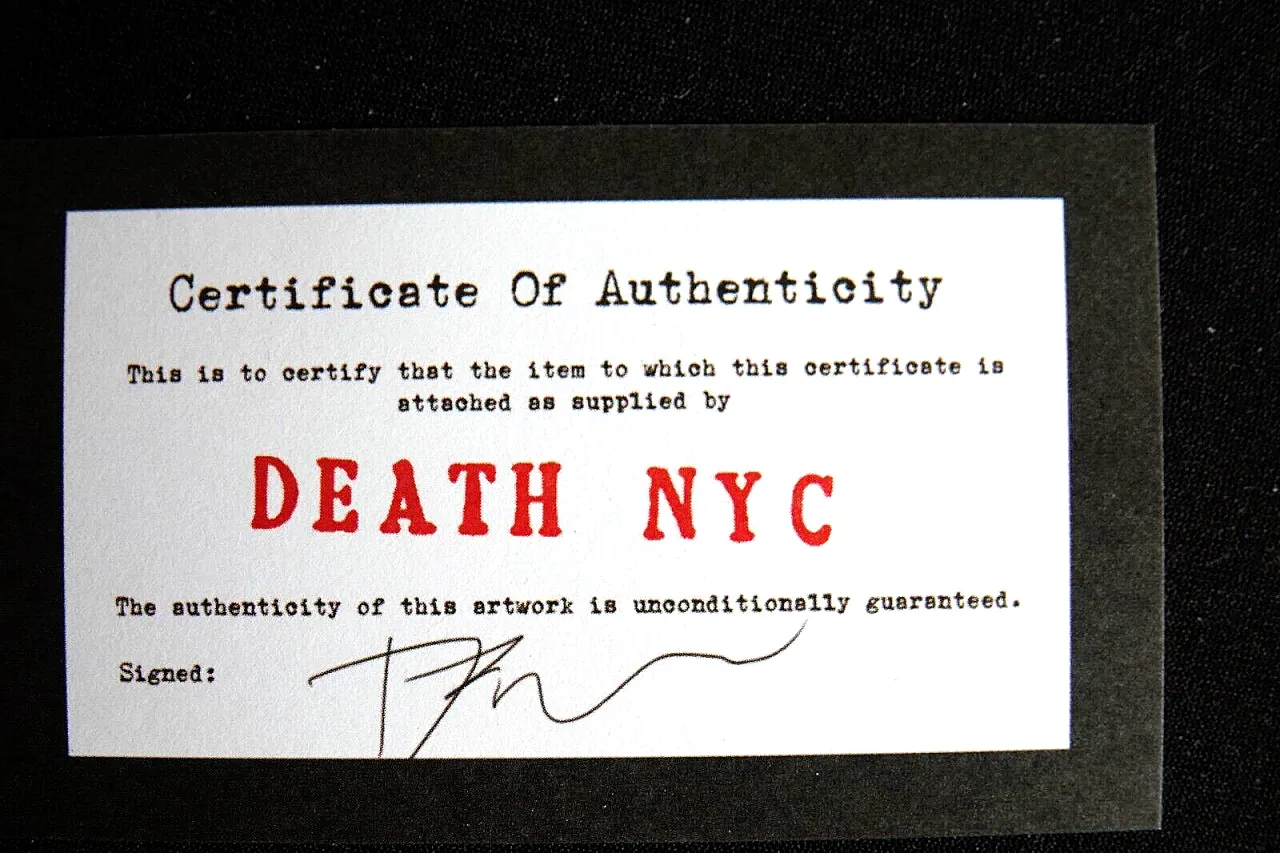 Certificate Of Authenticity
This is to certify that the item to which this certificate is
attached as supplied by
DEATH NYC
The authenticity of this artwork is unconditionally guaranteed.
Signed: